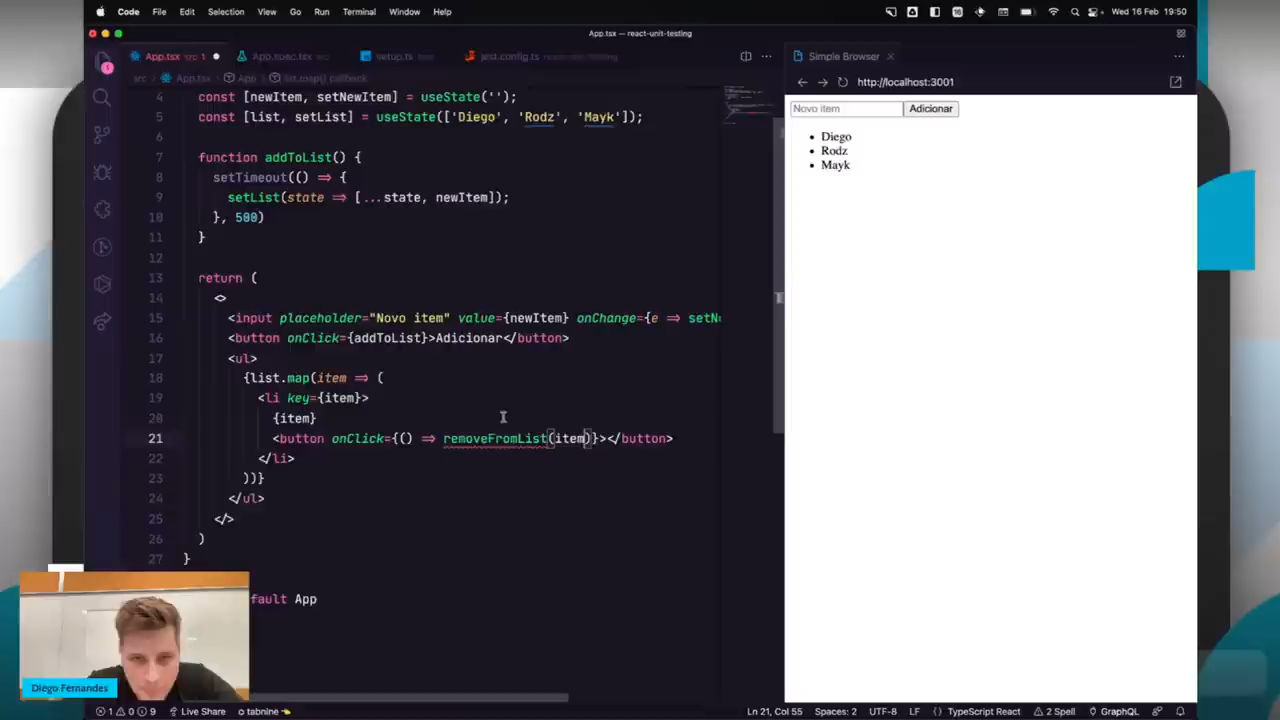 Code File Edit Selection View Go Run Terminal Window Help 16 Wed 16 Feb 19:50
App.tsx — react-unit-testing
App.tsx src 1 App.spec.tsx src setup.ts src jest.config.ts react-unit-testing
Simple Browser
src App.tsx App list.map() callback
http://localhost:3001
4 const [newItem, setNewItem] = useState('');
5 const [list, setList] = useState(['Diego', 'Rodz', 'Mayk']);
6
7 function addToList() {
8 setTimeout(() => {
9 setList(state => [...state, newItem]);
10 }, 500)
11 }
12
13 return (
14 <>
15 <input placeholder="Novo item" value={newItem} onChange={e => setN
16 <button onClick={addToList}>Adicionar</button>
17 <ul>
18 {list.map(item => (
19 <li key={item}>
20 {item}
21 <button onClick={() => removeFromList(item)}></button>
22 </li>
23 ))}
24 </ul>
25 </>
26 )
27 }
fault App
Novo item Adicionar
Diego
Rodz
Mayk
1
Diego Fernandes
1 0 9 Live Share tabnine Ln 21, Col 55 Spaces: 2 UTF-8 LF {} TypeScript React 2 Spell GraphQL